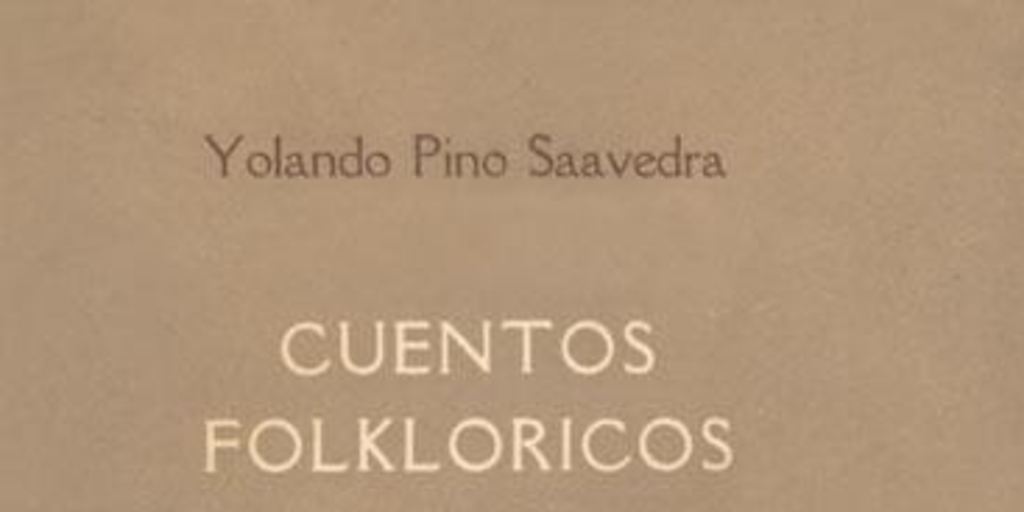 Yolando Pino Saavedra
CUENTOS
FOLKLORICOS